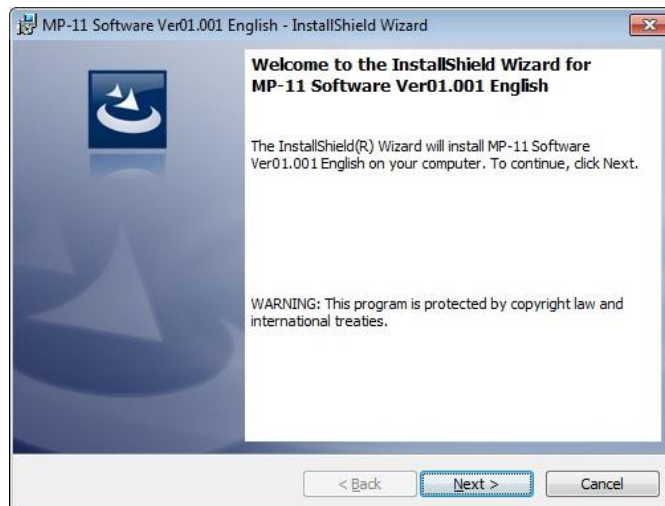 MP-11 Software Ver01.001 English - InstallShield Wizard
Welcome to the InstallShield Wizard for
MP-11 Software Ver01.001 English
The InstallShield(R) Wizard will install MP-11 Software
Ver01.001 English on your computer. To continue, click Next.
WARNING: This program is protected by copyright law and
international treaties.
< Back Next > Cancel